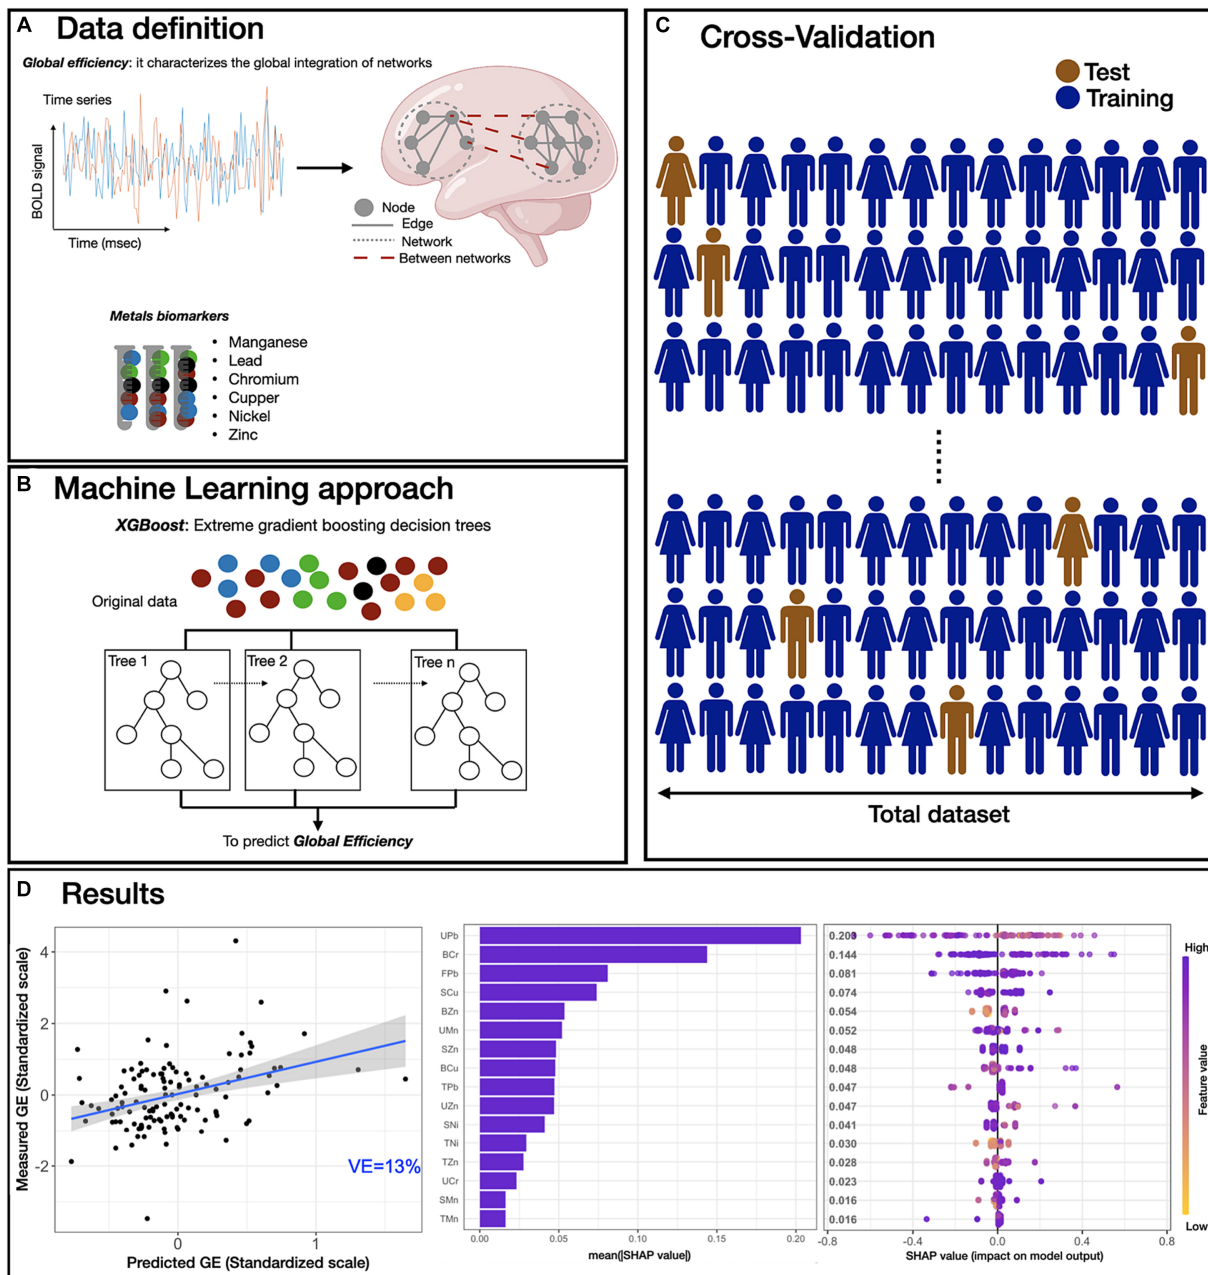 A Data definition
Global efficiency: it characterizes the global integration of networks
Time series
BOLD signal
Time (msec)
Node
Edge
Network
Between networks
Metals biomarkers
• Manganese
• Lead
• Chromium
• Cupper
• Nickel
• Zinc
B Machine Learning approach
XGBoost: Extreme gradient boosting decision trees
Original data
Tree 1 Tree 2 Tree n
To predict Global Efficiency
C Cross-Validation
Test
Training
Total dataset
D Results
Measured GE (Standardized scale)
4
2
0
-2
VE=13%
0 1
Predicted GE (Standardized scale)
UPb
BCr
FPb
SCu
BZn
UMn
SZn
BCu
TPb
UZn
SNi
TNi
TZn
UCr
SMn
TMn
0.00 0.05 0.10 0.15 0.20
mean(|SHAP value|)
0.203
0.144
0.081
0.074
0.054
0.052
0.048
0.048
0.047
0.047
0.041
0.030
0.028
0.023
0.016
0.016
-0.8 -0.4 0.0 0.4 0.8
SHAP value (impact on model output)
High
Feature value
Low